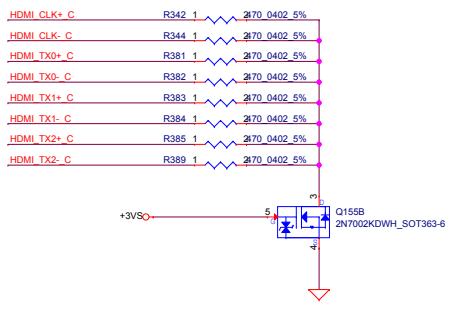 HDMI_CLK+_C R342 1 2 470_0402_5%
HDMI_CLK-_C R344 1 2 470_0402_5%
HDMI_TX0+_C R381 1 2 470_0402_5%
HDMI_TX0-_C R382 1 2 470_0402_5%
HDMI_TX1+_C R383 1 2 470_0402_5%
HDMI_TX1-_C R384 1 2 470_0402_5%
HDMI_TX2+_C R385 1 2 470_0402_5%
HDMI_TX2-_C R389 1 2 470_0402_5%
3
+3VS 5 Q155B
2N7002KDWH_SOT363-6
4